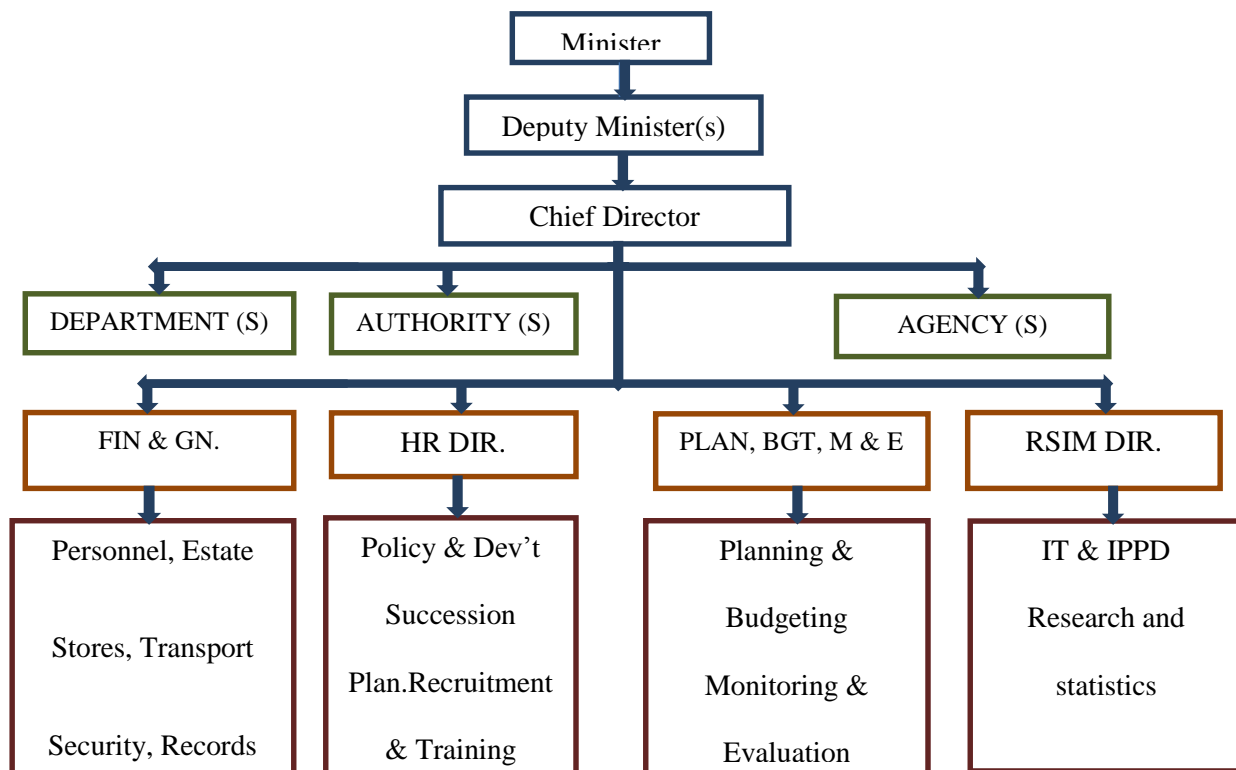 Minister
Deputy Minister(s)
Chief Director
DEPARTMENT (S)
AUTHORITY (S)
AGENCY (S)
FIN & GN.
HR DIR.
PLAN, BGT, M & E
RSIM DIR.
Personnel, Estate
Stores, Transport
Security, Records
Policy & Dev't
Succession
Plan.Recruitment
& Training
Planning &
Budgeting
Monitoring &
Evaluation
IT & IPPD
Research and
statistics